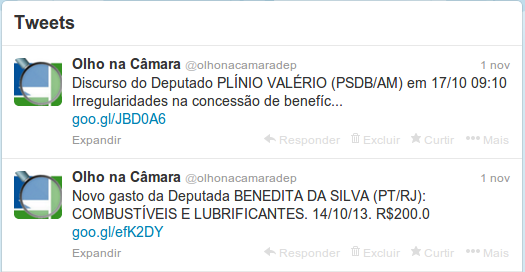 Tweets
Olho na Câmara @olhonacamaradep 1 nov
Discurso do Deputado PLÍNIO VALÉRIO (PSDB/AM) em 17/10 09:10
Irregularidades na concessão de benefíc...
goo.gl/JBD0A6
Expandir Responder Excluir Curtir Mais
Olho na Câmara @olhonacamaradep 1 nov
Novo gasto da Deputada BENEDITA DA SILVA (PT/RJ):
COMBUSTÍVEIS E LUBRIFICANTES. 14/10/13. R$200.0
goo.gl/efK2DY
Expandir Responder Excluir Curtir Mais